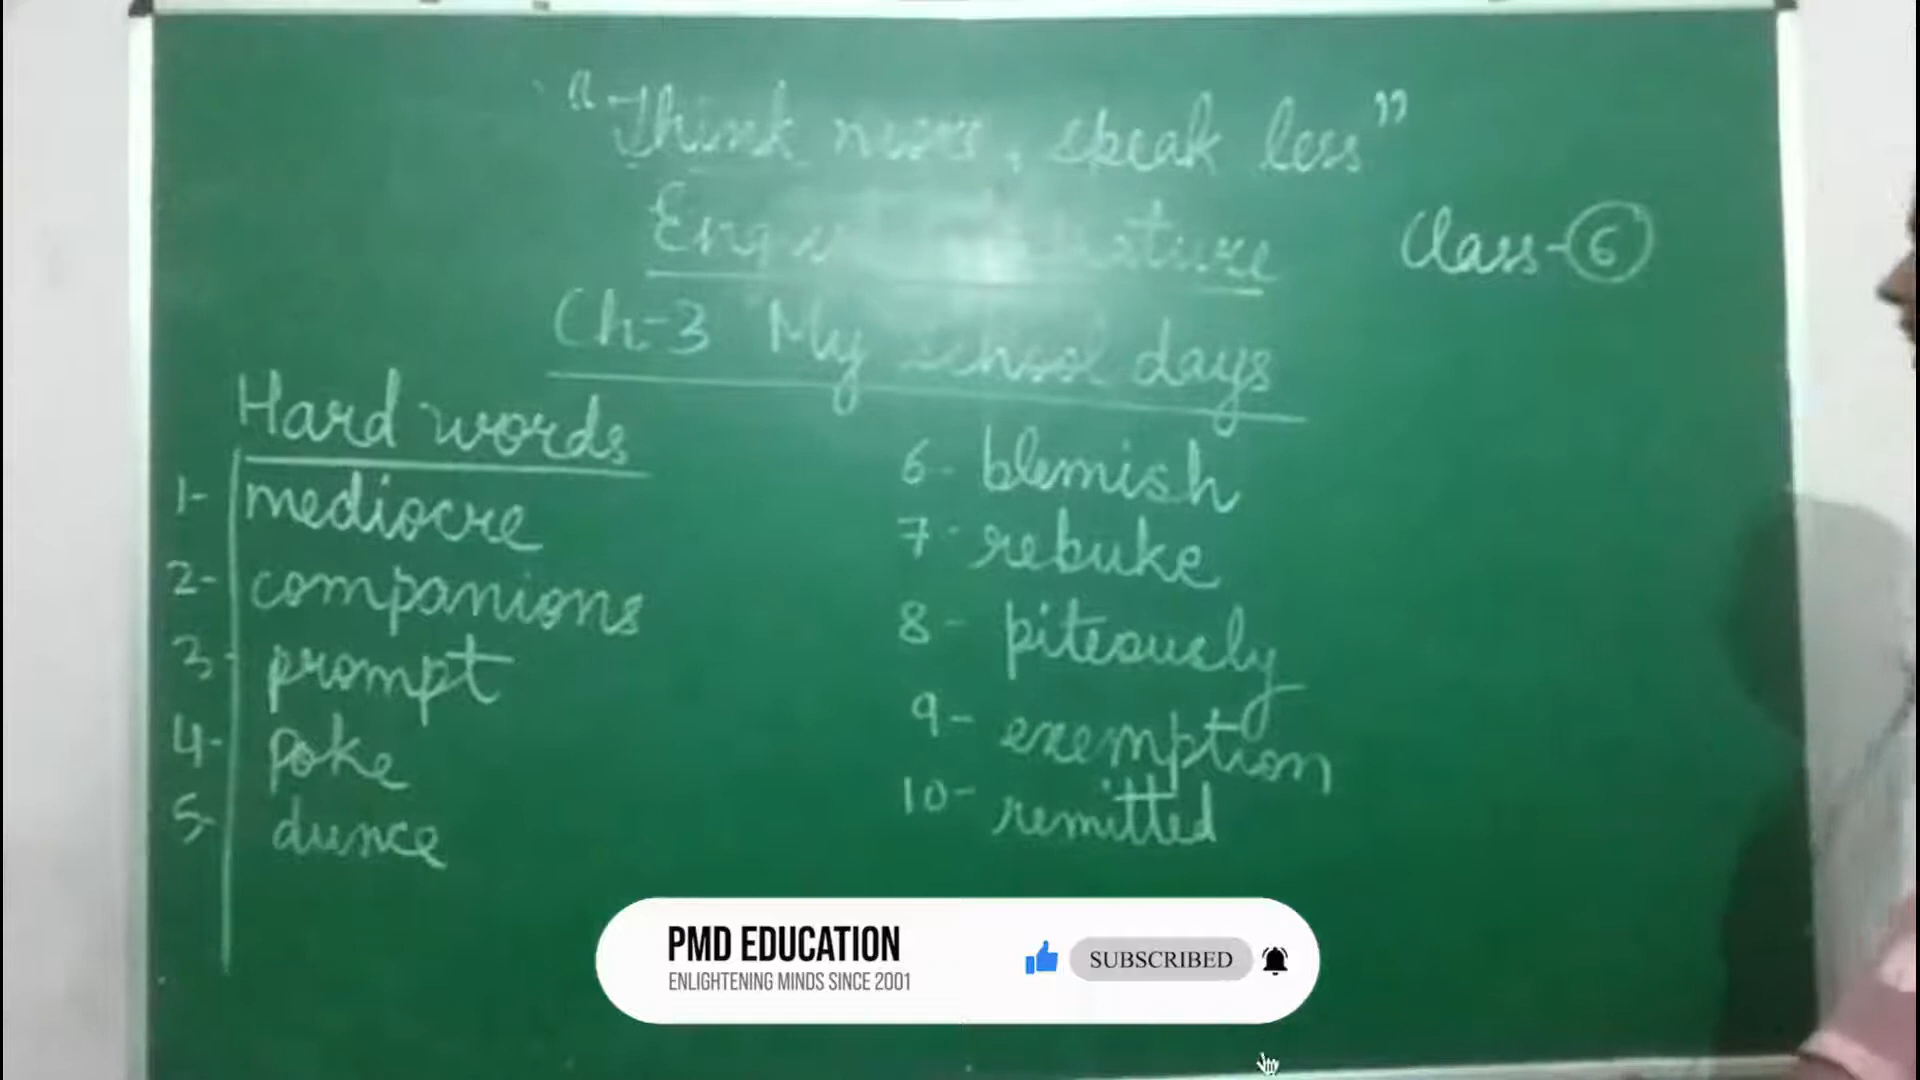 "Think more, speak less"
Class-6
Ch-3 My school days
Hard words
1- mediocre
2- companions
3- prompt
4- poke
5- dunce
6- blemish
7- rebuke
8- piteously
9- exemption
10- remitted
PMD EDUCATION
ENLIGHTENING MINDS SINCE 2001
SUBSCRIBED